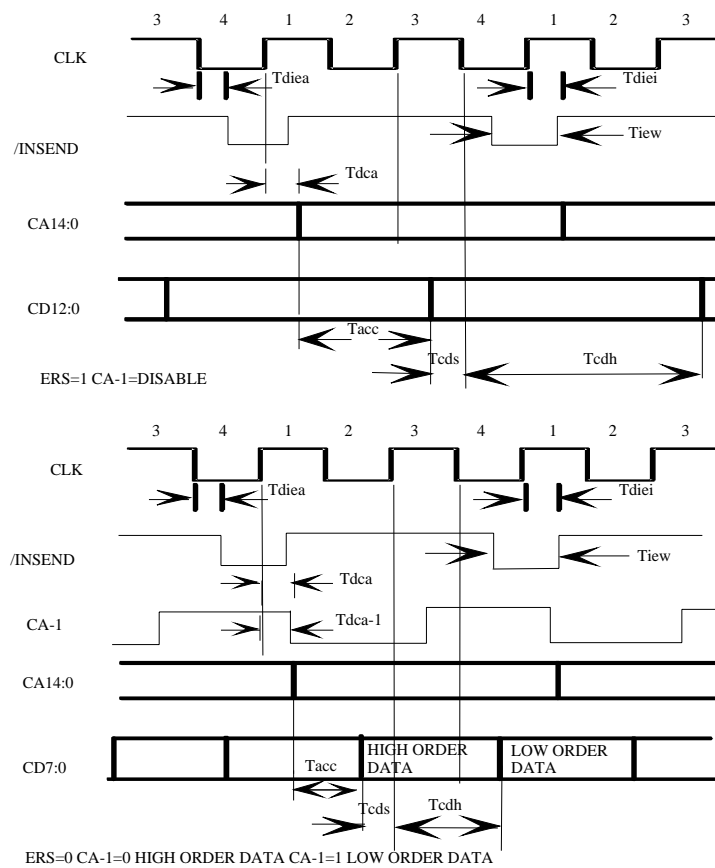 3 4 1 2 3 4 1 2 3
CLK
Tdiea
Tdiei
/INSEND
Tiew
Tdca
CA14:0
CD12:0
Tacc
Tcds
Tcdh
ERS=1 CA-1=DISABLE
3 4 1 2 3 4 1 2 3
CLK
Tdiea
Tdiei
/INSEND
Tiew
Tdca
CA-1
Tdca-1
CA14:0
CD7:0
HIGH ORDER DATA
LOW ORDER DATA
Tacc
Tcds
Tcdh
ERS=0 CA-1=0 HIGH ORDER DATA CA-1=1 LOW ORDER DATA